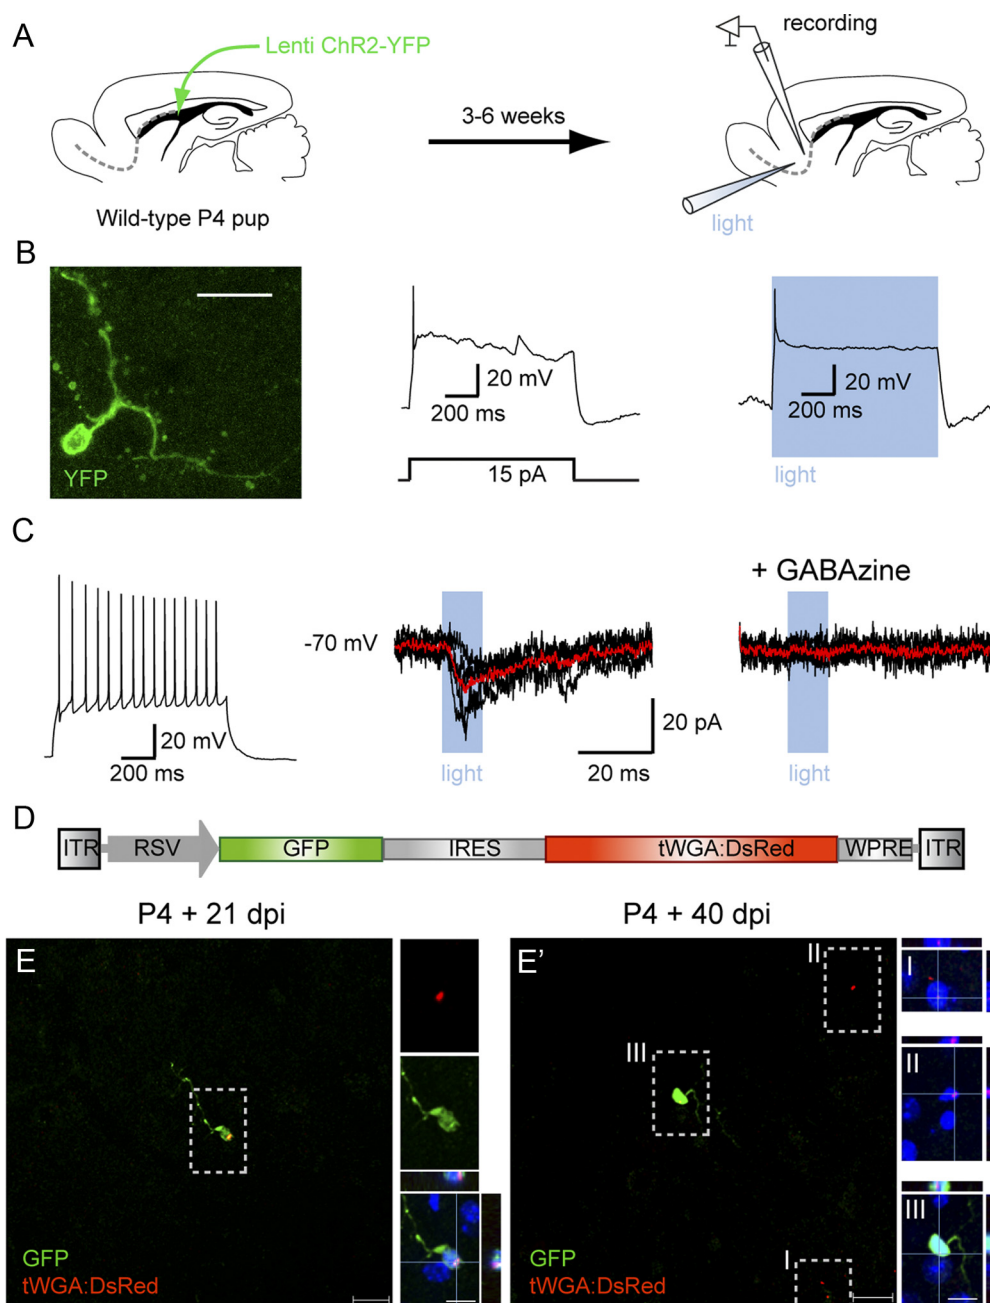 A
Lenti ChR2-YFP
recording
3-6 weeks
Wild-type P4 pup
light
B
YFP
20 mV
200 ms
15 pA
20 mV
200 ms
light
C
+ GABAzine
-70 mV
20 mV
200 ms
light
20 pA
20 ms
light
D
ITR RSV GFP IRES tWGA:DsRed WPRE ITR
P4 + 21 dpi
P4 + 40 dpi
E
GFP
tWGA:DsRed
E'
II
III
I
GFP
tWGA:DsRed
I
II
III